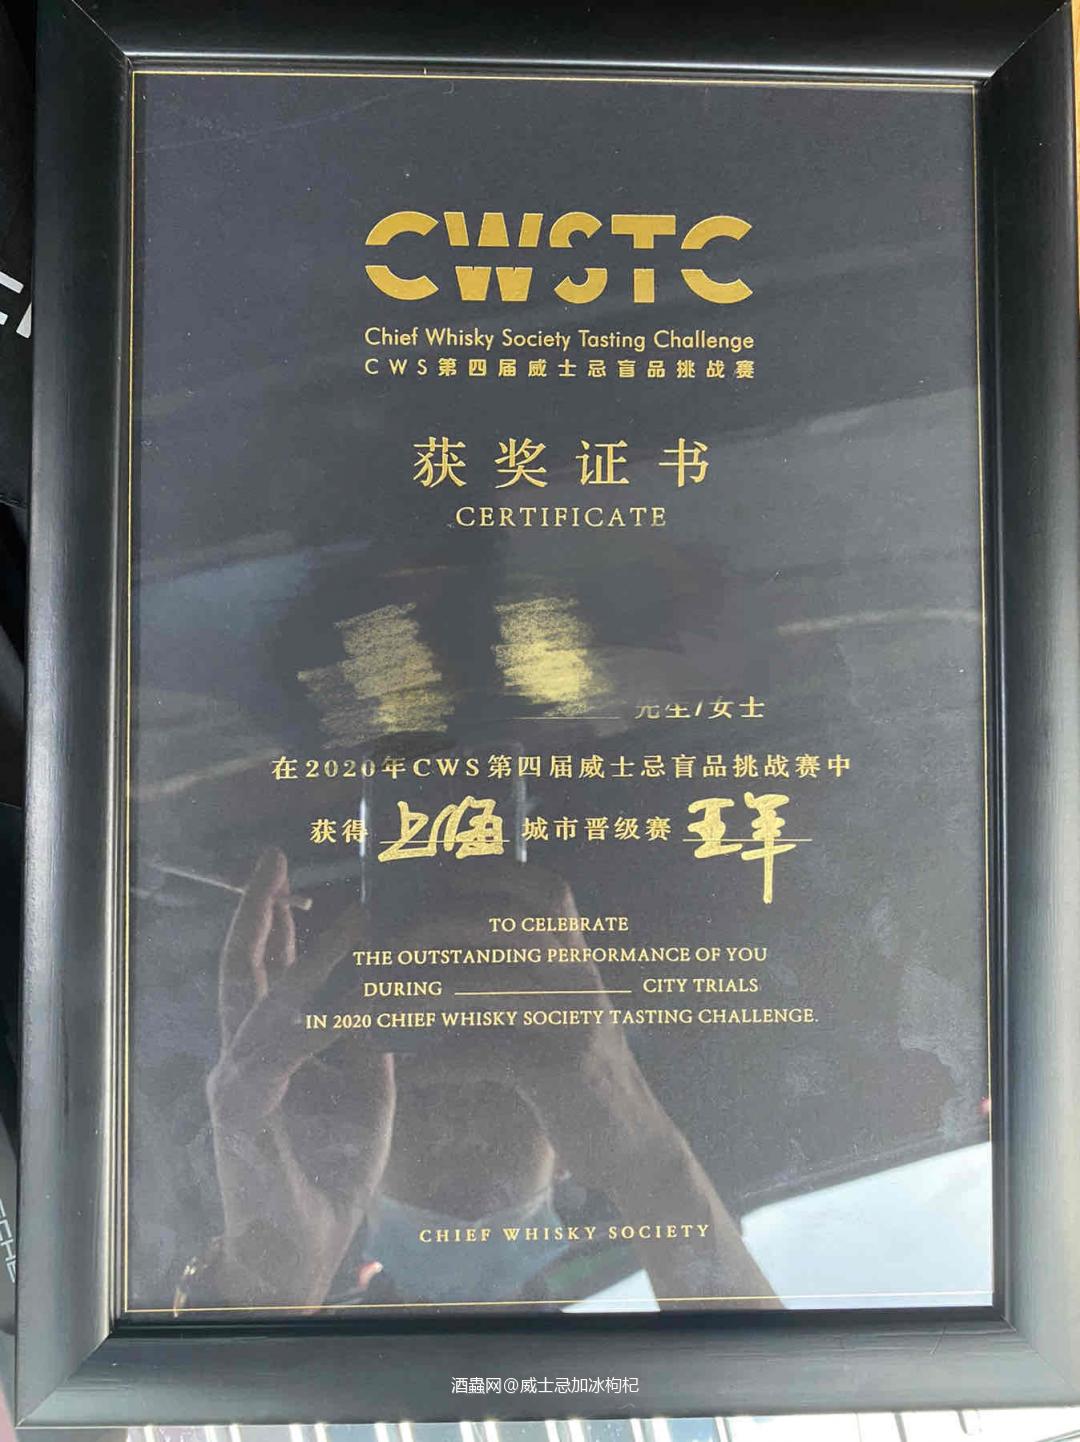 CWSTC
Chief Whisky Society Tasting Challenge
CWS第四届威士忌盲品挑战赛
获奖证书
CERTIFICATE
先生/女士
在2020年CWS第四届威士忌盲品挑战赛中
获得 城市晋级赛
TO CELEBRATE
THE OUTSTANDING PERFORMANCE OF YOU
DURING CITY TRIALS
IN 2020 CHIEF WHISKY SOCIETY TASTING CHALLENGE.
CHIEF WHISKY SOCIETY
酒蟲网@威士忌加冰枸杞